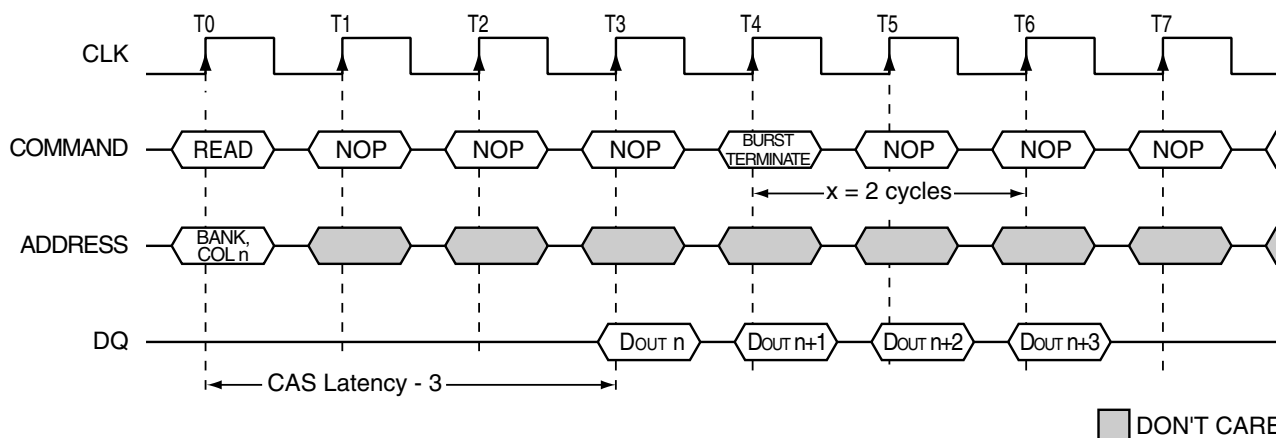 T0 T1 T2 T3 T4 T5 T6 T7
CLK
COMMAND READ NOP NOP NOP BURST TERMINATE NOP NOP NOP
x = 2 cycles
ADDRESS BANK, COL n
DQ DOUT n DOUT n+1 DOUT n+2 DOUT n+3
CAS Latency - 3
DON'T CARE